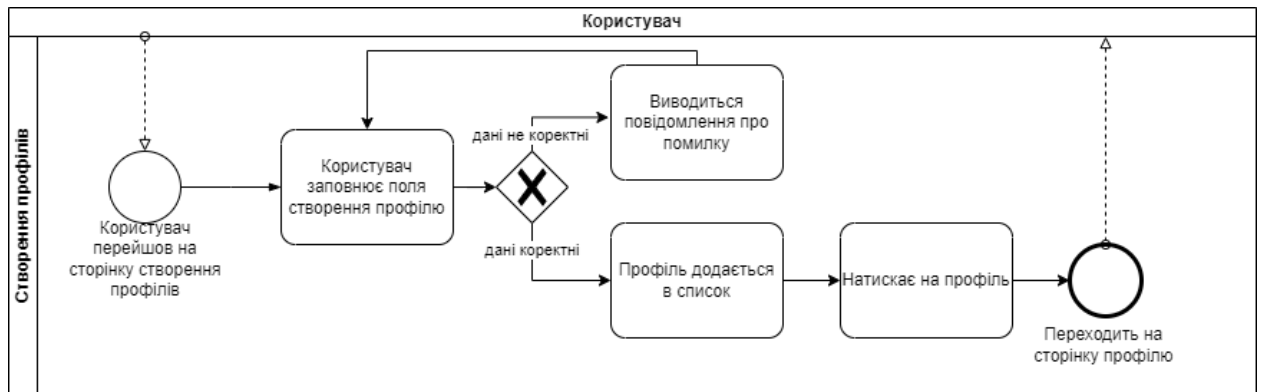 Користувач
Створення профілів
Користувач
перейшов на
сторінку створення
профілів
Користувач
заповнює поля
створення профілю
дані не коректні
Виводиться
повідомлення про
помилку
дані коректні
Профіль додається
в список
Натискає на профіль
Переходить на
сторінку профілю